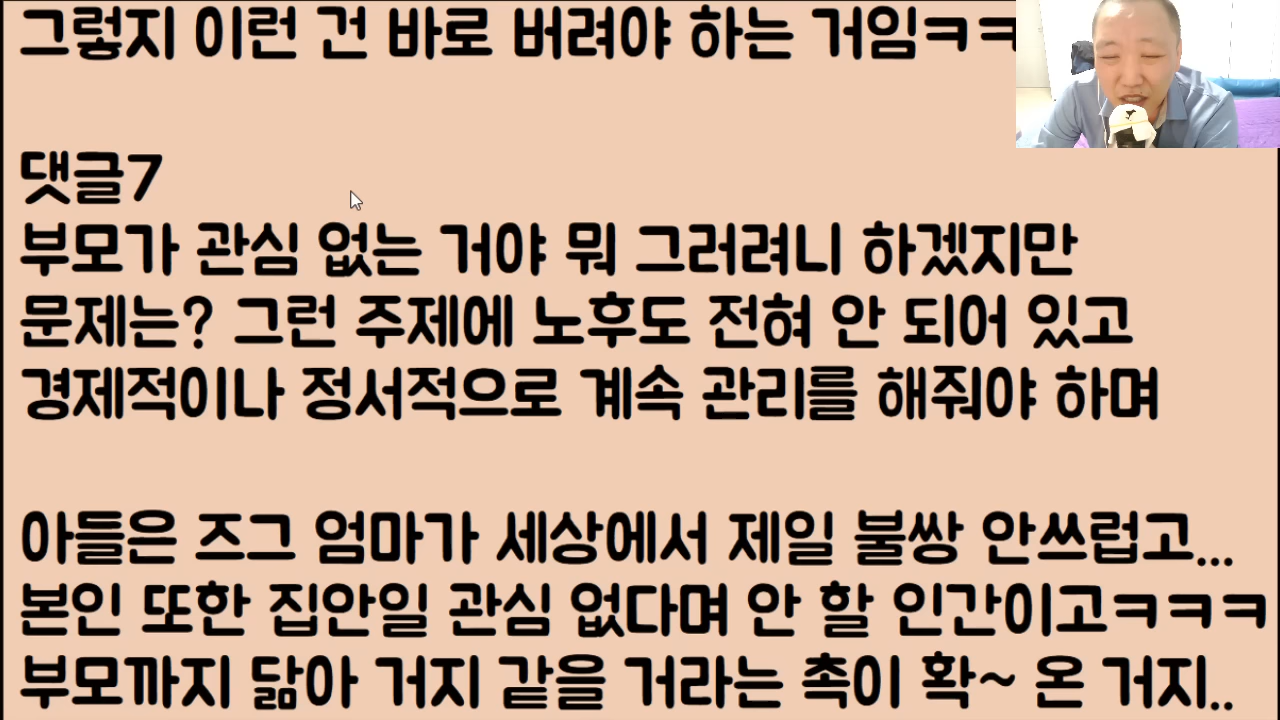 그렇지 이런 건 바로 버려야 하는 거임ㅋㅋ
댓글7
부모가 관심 없는 거야 뭐 그러려니 하겠지만
문제는? 그런 주제에 노후도 전혀 안 되어 있고
경제적이나 정서적으로 계속 관리를 해줘야 하며
아들은 즈그 엄마가 세상에서 제일 불쌍 안쓰럽고...
본인 또한 집안일 관심 없다며 안 할 인간이고ㅋㅋㅋ
부모까지 닮아 거지 같을 거라는 촉이 확~ 온 거지..